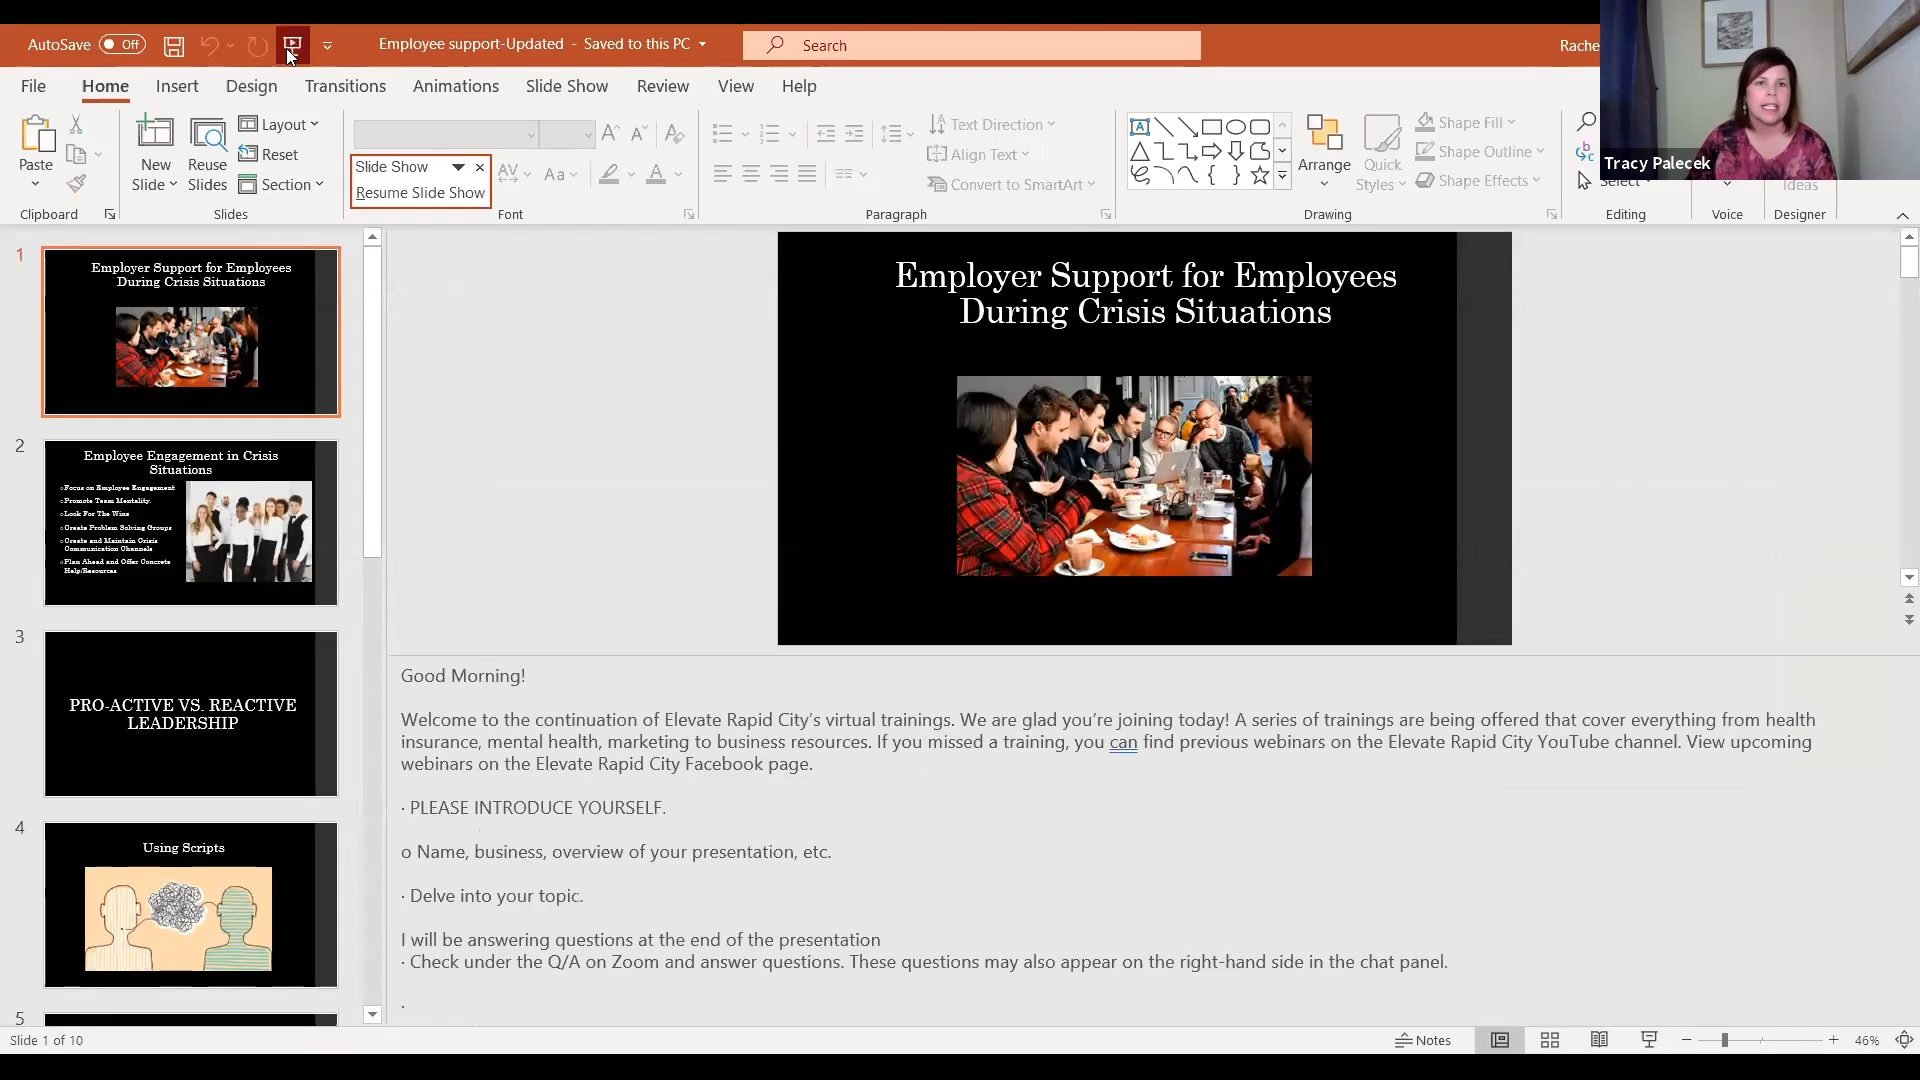 AutoSave Off Employee support-Updated - Saved to this PC Search Rache
File Home Insert Design Transitions Animations Slide Show Review View Help
Paste New Slide Reuse Slides Layout Reset Section
Slide Show
Resume Slide Show
Text Direction
Align Text
Convert to SmartArt
Arrange Quick Styles Shape Fill
Shape Outline
Shape Effects
Select
Ideas
Tracy Palecek
Clipboard Slides Font Paragraph Drawing Editing Voice Designer
1
Employer Support for Employees
During Crisis Situations
2
Employee Engagement in Crisis
Situations
Focus on Employee Engagement
Promote Team Mentality.
Look For The Wins
Create Problem Solving Groups
Create and Maintain Crisis
Communication Channels
Plan Ahead and Offer Concrete
Help/Resources
3
PRO-ACTIVE VS. REACTIVE
LEADERSHIP
4
Using Scripts
5
Employer Support for Employees
During Crisis Situations
Good Morning!
Welcome to the continuation of Elevate Rapid City's virtual trainings. We are glad you're joining today! A series of trainings are being offered that cover everything from health
insurance, mental health, marketing to business resources. If you missed a training, you can find previous webinars on the Elevate Rapid City YouTube channel. View upcoming
webinars on the Elevate Rapid City Facebook page.
· PLEASE INTRODUCE YOURSELF.
o Name, business, overview of your presentation, etc.
· Delve into your topic.
I will be answering questions at the end of the presentation
· Check under the Q/A on Zoom and answer questions. These questions may also appear on the right-hand side in the chat panel.
.
Slide 1 of 10 Notes 46%